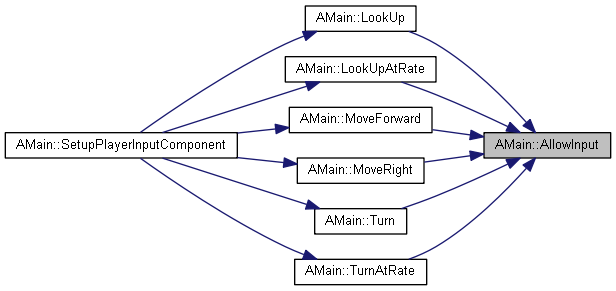 AMain::LookUp
AMain::LookUpAtRate
AMain::MoveForward
AMain::SetupPlayerInputComponent
AMain::AllowInput
AMain::MoveRight
AMain::Turn
AMain::TurnAtRate